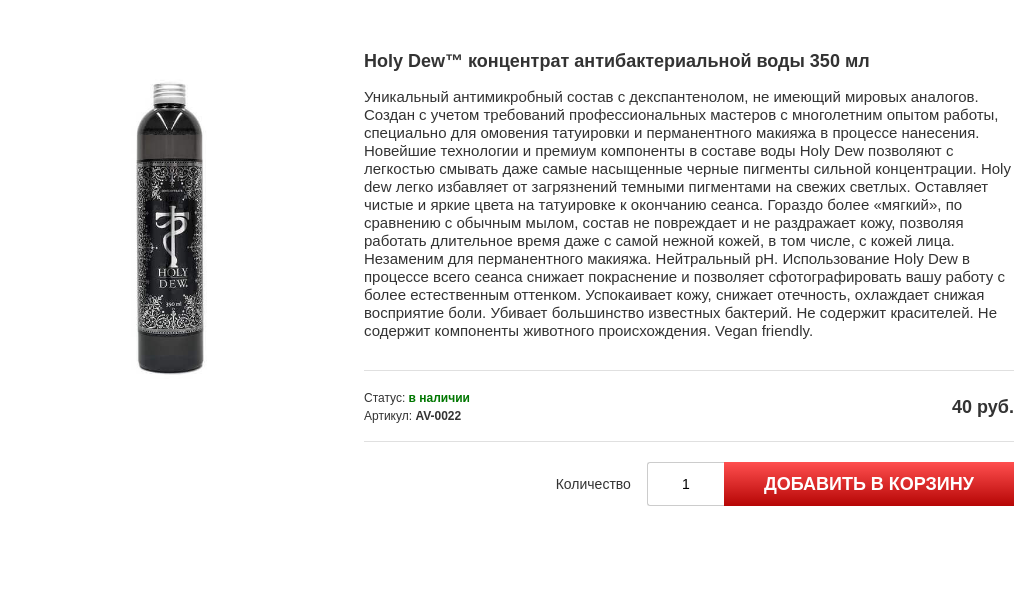 Holy Dew™ концентрат антибактериальной воды 350 мл
Уникальный антимикробный состав с декспантенолом, не имеющий мировых аналогов.
Создан с учетом требований профессиональных мастеров с многолетним опытом работы,
специально для омовения татуировки и перманентного макияжа в процессе нанесения.
Новейшие технологии и премиум компоненты в составе воды Holy Dew позволяют с
легкостью смывать даже самые насыщенные черные пигменты сильной концентрации. Holy
dew легко избавляет от загрязнений темными пигментами на свежих светлых. Оставляет
чистые и яркие цвета на татуировке к окончанию сеанса. Гораздо более «мягкий», по
сравнению с обычным мылом, состав не повреждает и не раздражает кожу, позволяя
работать длительное время даже с самой нежной кожей, в том числе, с кожей лица.
Незаменим для перманентного макияжа. Нейтральный pH. Использование Holy Dew в
процессе всего сеанса снижает покраснение и позволяет сфотографировать вашу работу с
более естественным оттенком. Успокаивает кожу, снижает отечность, охлаждает снижая
восприятие боли. Убивает большинство известных бактерий. Не содержит красителей. Не
содержит компоненты животного происхождения. Vegan friendly.
HOLY
DEW.
350 ml
Статус: в наличии
Артикул: AV-0022
40 руб.
Количество
1
ДОБАВИТЬ В КОРЗИНУ